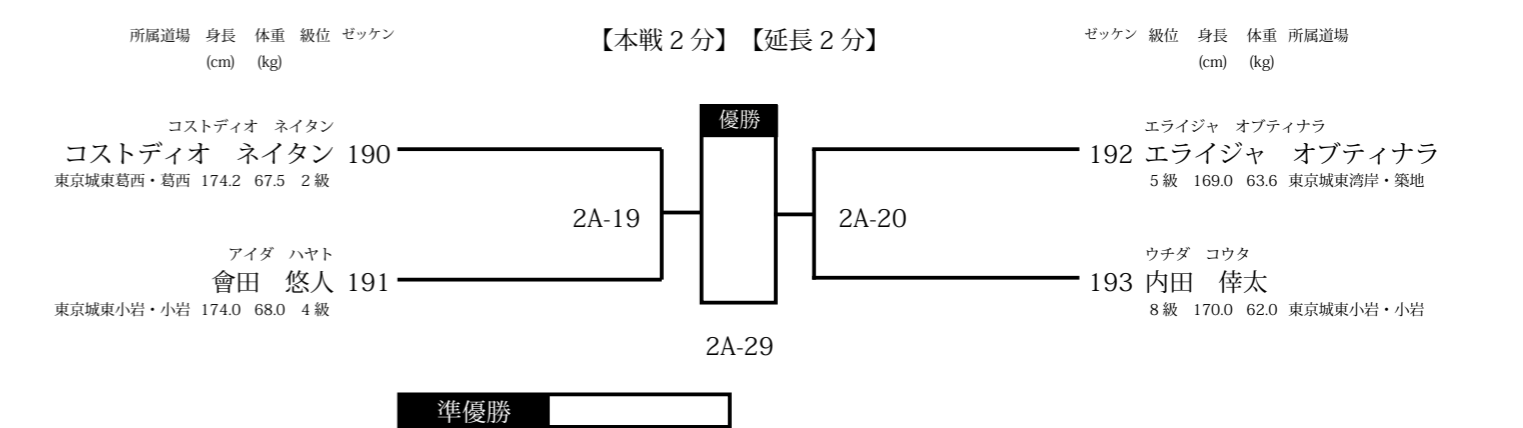 所属道場 身長 体重 級位 ゼッケン
(cm) (kg)
【本戦２分】【延長２分】
ゼッケン 級位 身長 体重 所属道場
(cm) (kg)
コストディオ　ネイタン
コストディオ　ネイタン 190
東京城東葛西・葛西 174.2 67.5 2級
2A-19
アイダ　ハヤト
會田　悠人 191
東京城東小岩・小岩 174.0 68.0 4級
優勝
2A-29
エライジャ　オブティナラ
192 エライジャ　オブティナラ
5級 169.0 63.6 東京城東湾岸・築地
2A-20
ウチダ　コウタ
193 内田　倖太
8級 170.0 62.0 東京城東小岩・小岩
準優勝